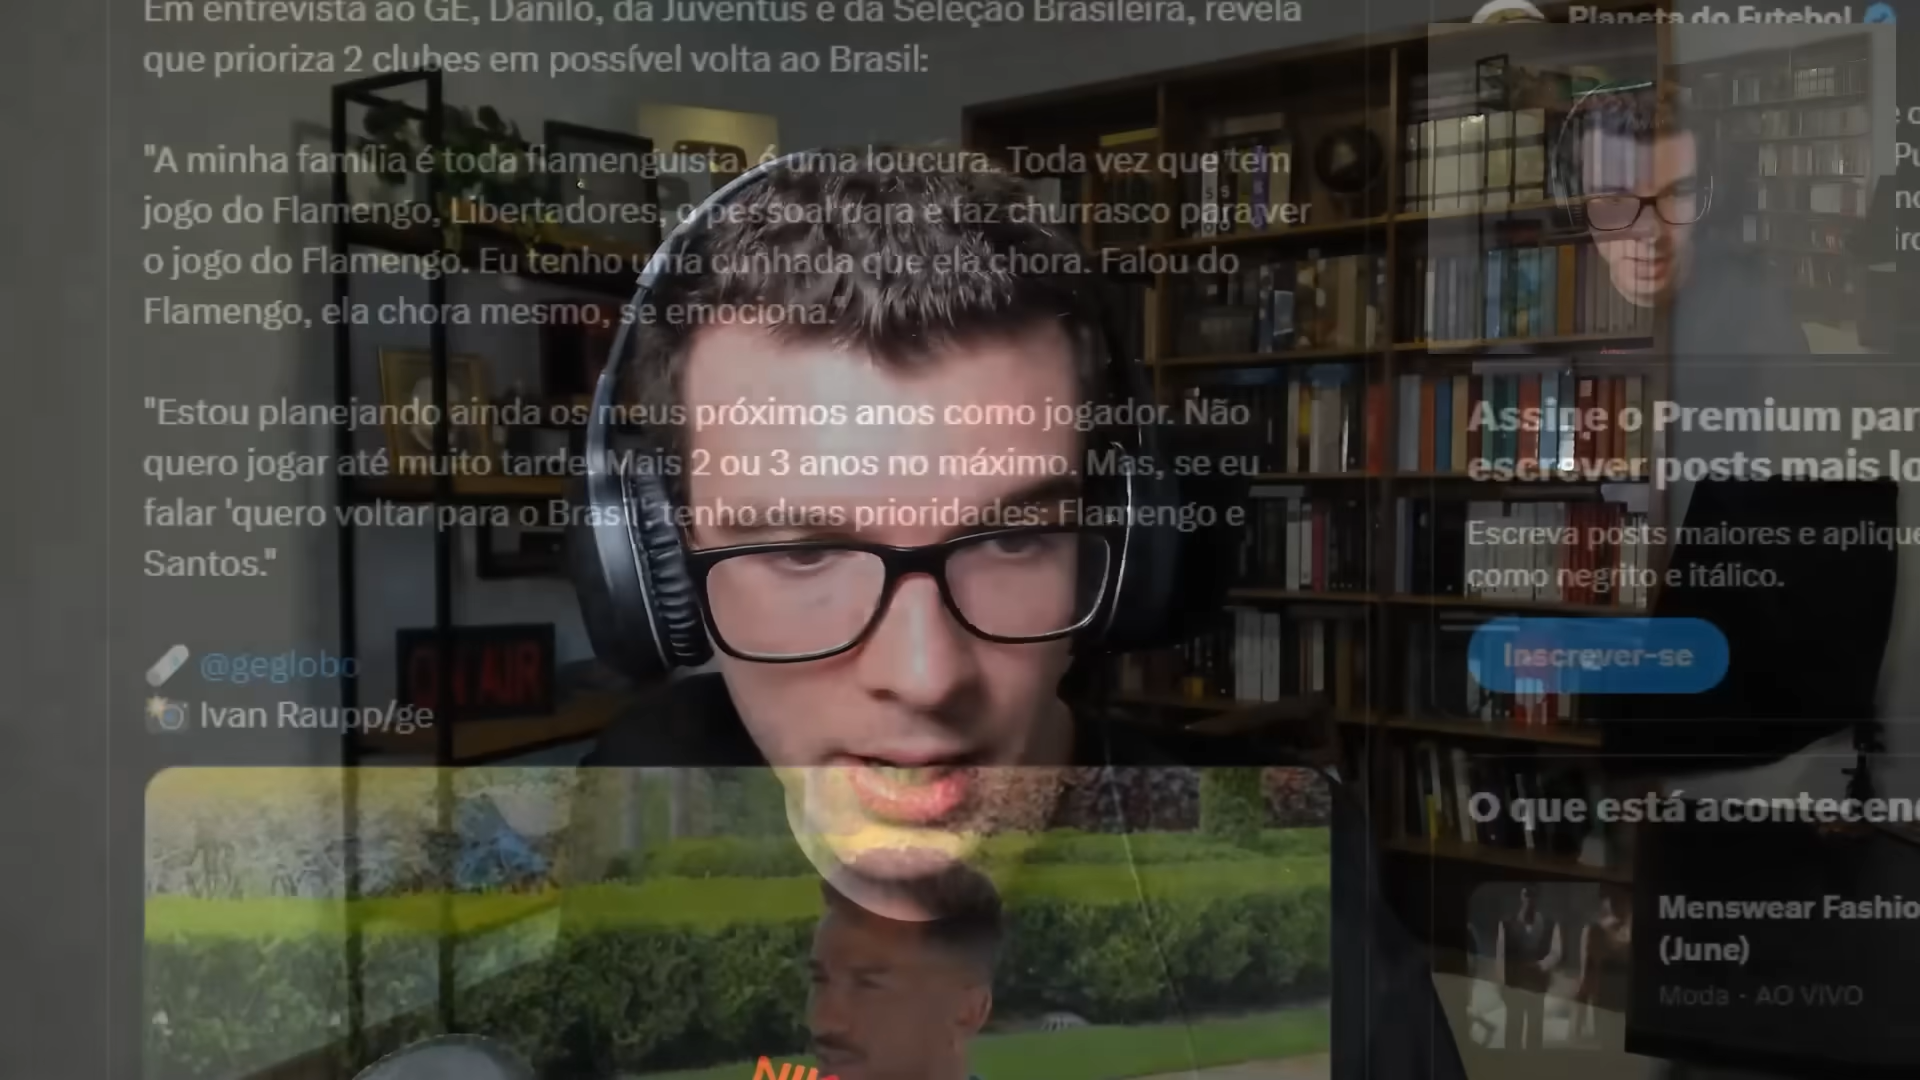 Em entrevista ao GE, Danilo, da Juventus e da Seleção Brasileira, revela
que prioriza 2 clubes em possível volta ao Brasil:
"A minha família é toda flamenguista, é uma loucura. Toda vez que tem
jogo do Flamengo, Libertadores, o pessoal para e faz churrasco para ver
o jogo do Flamengo. Eu tenho uma cunhada que ela chora. Falou do
Flamengo, ela chora mesmo, se emociona."
"Estou planejando ainda os meus próximos anos como jogador. Não
quero jogar até muito tarde. Mais 2 ou 3 anos no máximo. Mas, se eu
falar 'quero voltar para o Brasil', tenho duas prioridades: Flamengo e
Santos."
@geglobo
Ivan Raupp/ge
ON AIR
Planeta do Futebol
Assine o Premium par
escrever posts mais lo
Escreva posts maiores e aplique
como negrito e itálico.
Inscrever-se
O que está acontecend
Menswear Fashio
(June)
Moda · AO VIVO